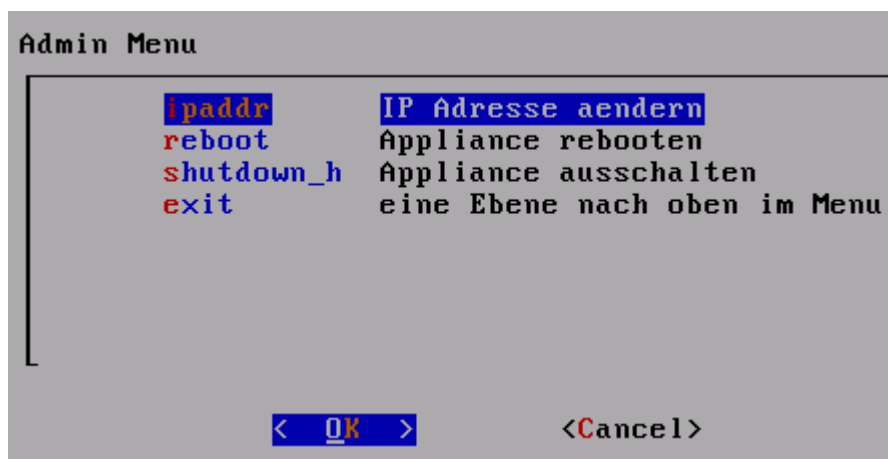 Admin Menu
ipaddr IP Adresse aendern
reboot Appliance rebooten
shutdown_h Appliance ausschalten
exit eine Ebene nach oben im Menu
< OK > <Cancel>